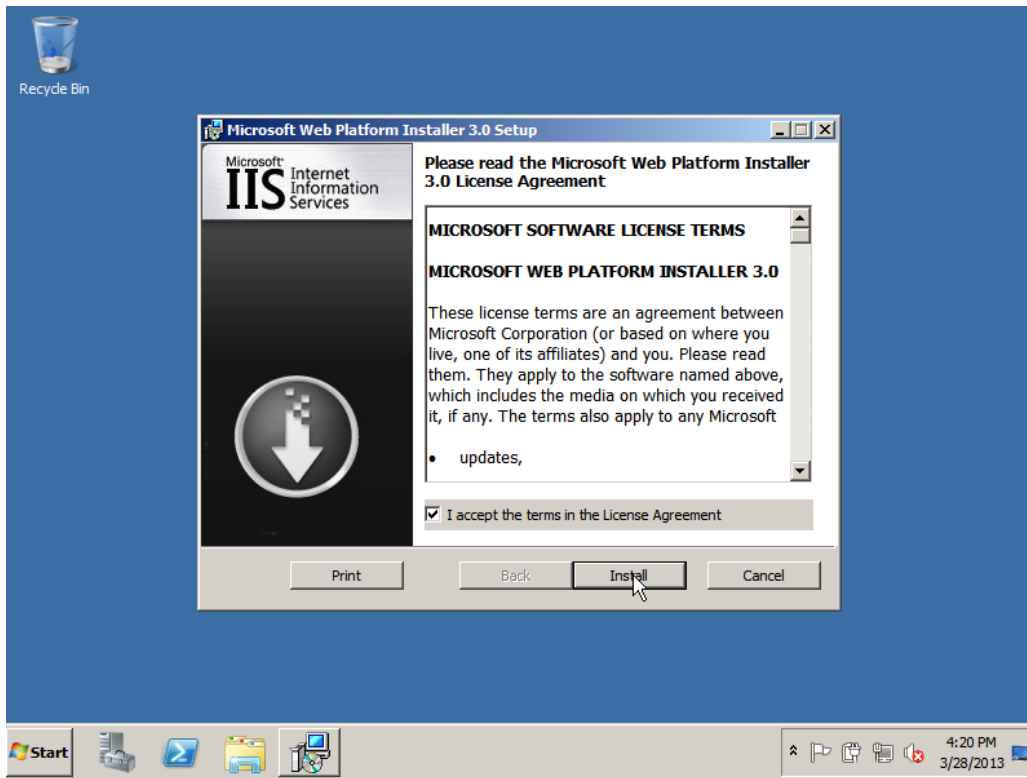 Recycle Bin
Microsoft Web Platform Installer 3.0 Setup
Microsoft
IIS
Internet
Information
Services
Please read the Microsoft Web Platform Installer
3.0 License Agreement
MICROSOFT SOFTWARE LICENSE TERMS
MICROSOFT WEB PLATFORM INSTALLER 3.0
These license terms are an agreement between
Microsoft Corporation (or based on where you
live, one of its affiliates) and you. Please read
them. They apply to the software named above,
which includes the media on which you received
it, if any. The terms also apply to any Microsoft
• updates,
I accept the terms in the License Agreement
Print
Back
Install
Cancel
Start
4:20 PM
3/28/2013